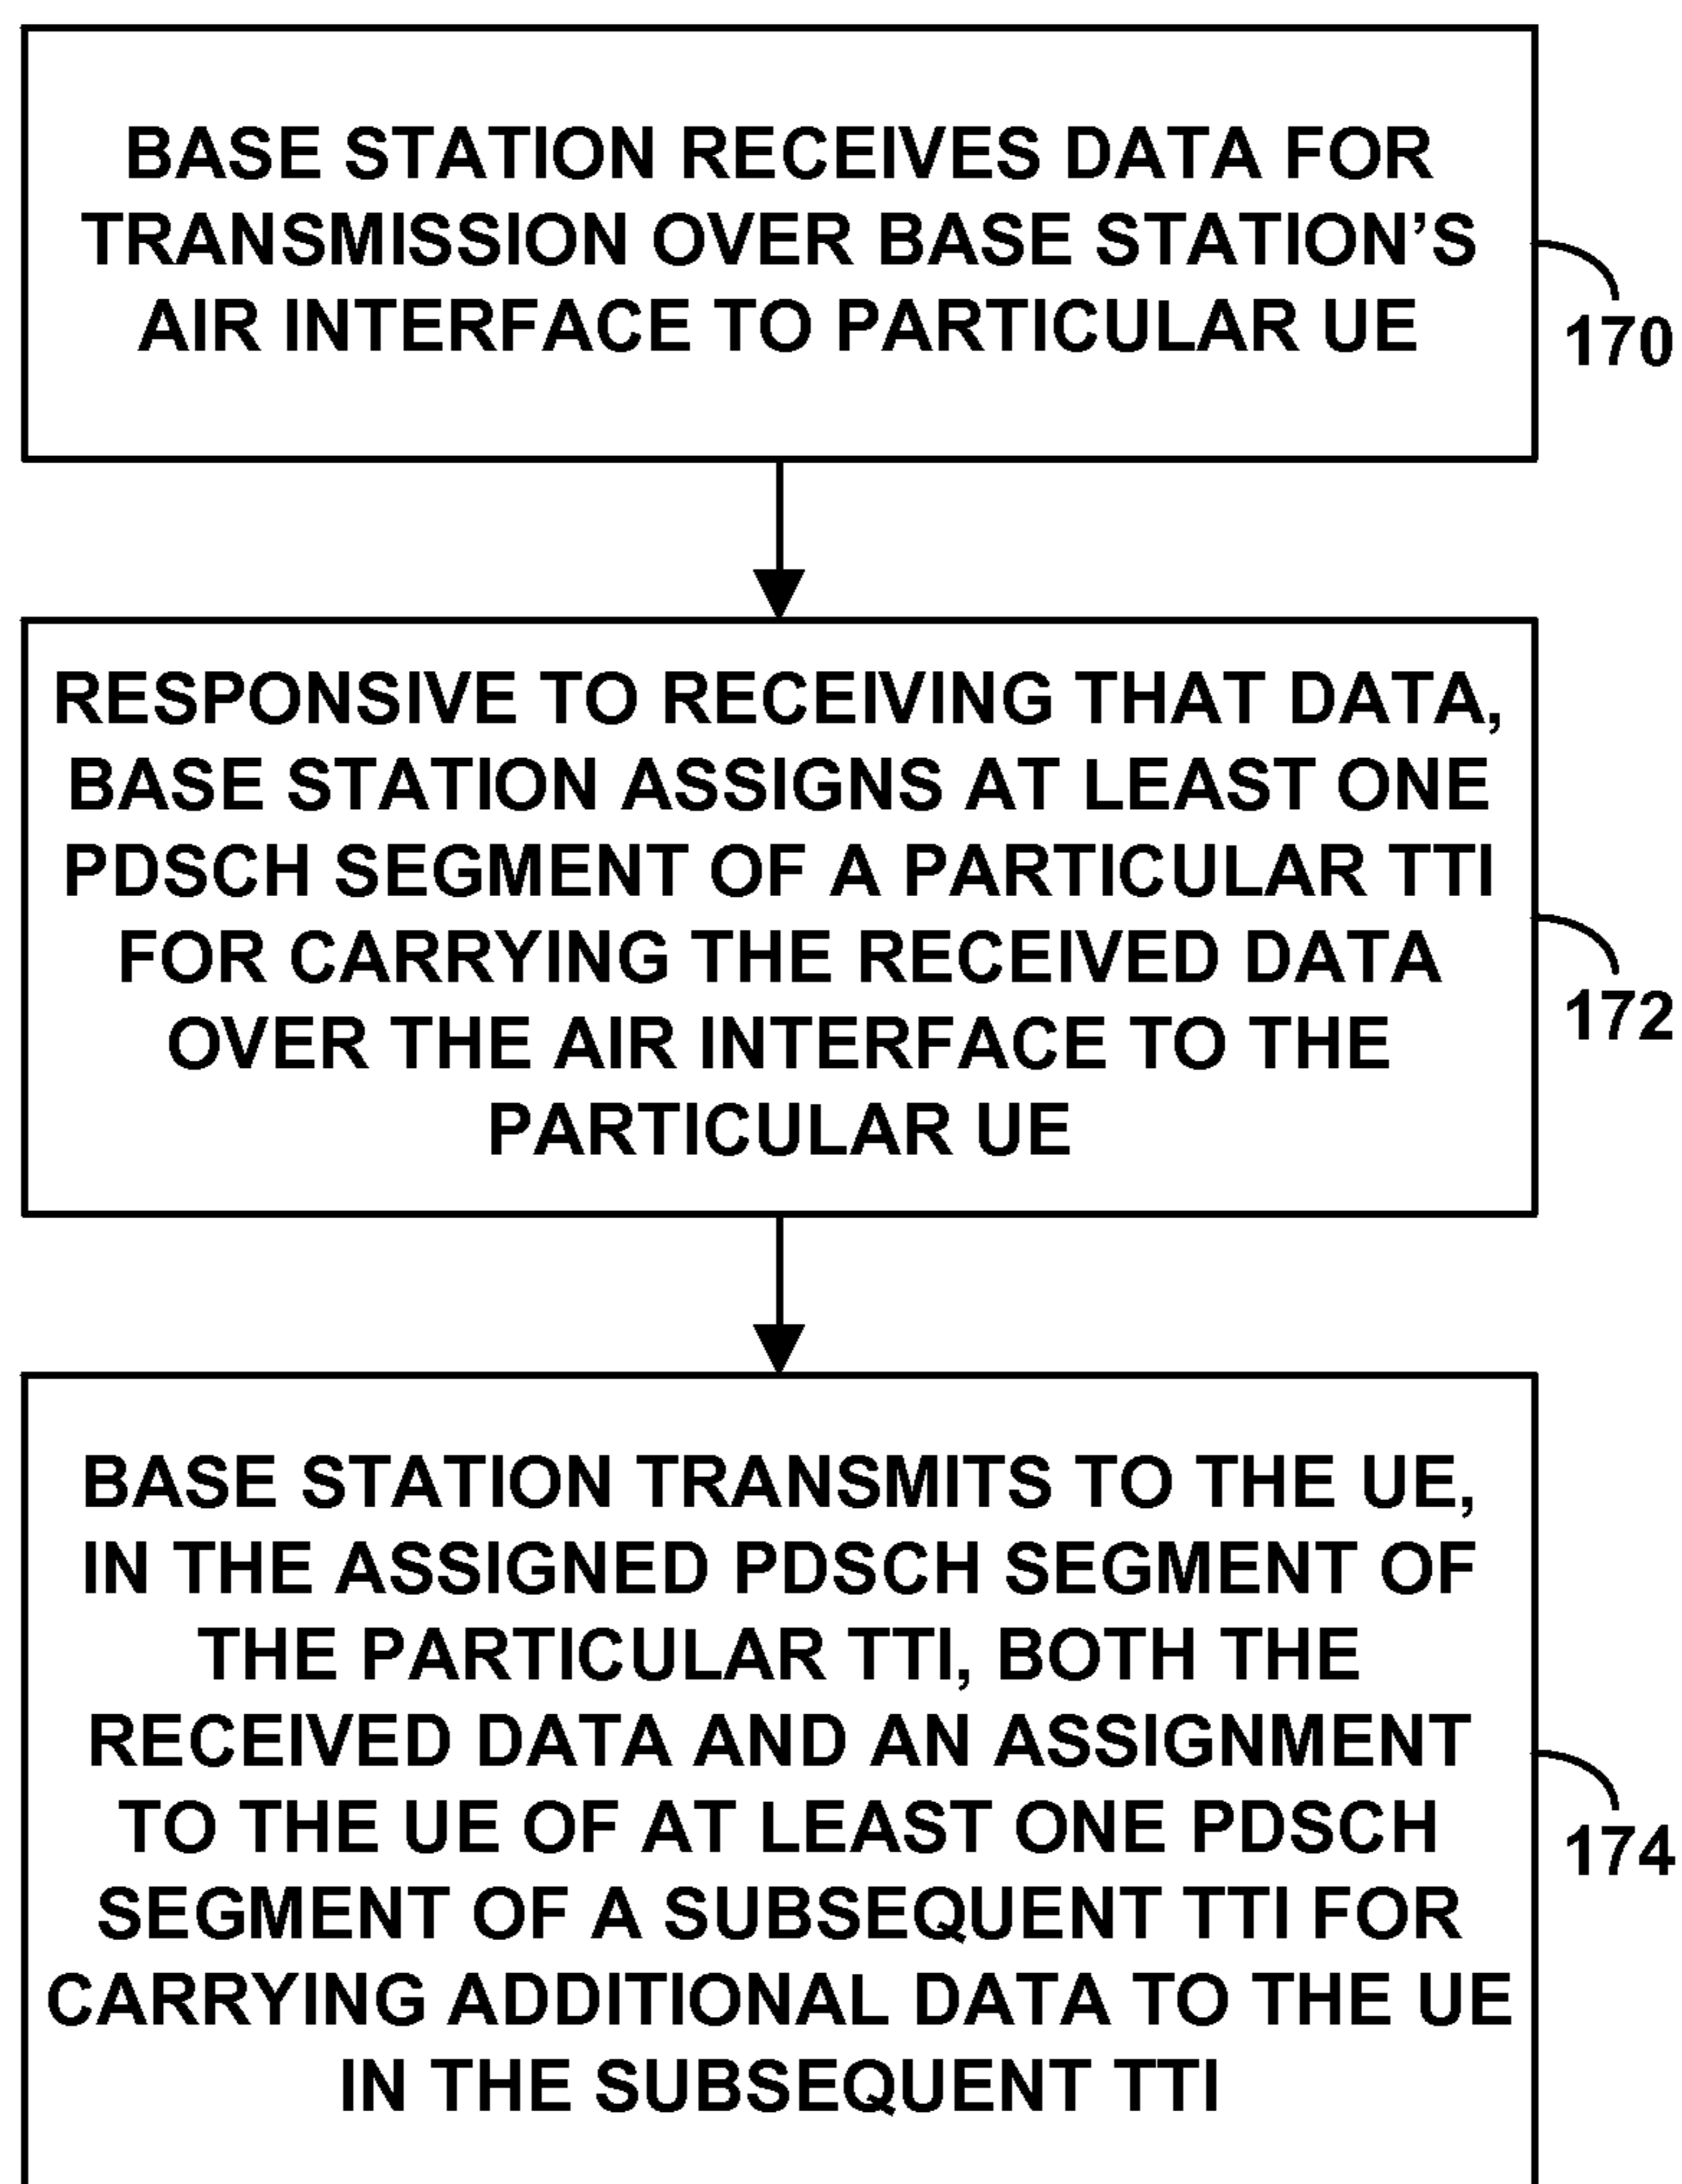 BASE STATION RECEIVES DATA FOR
TRANSMISSION OVER BASE STATION’S
AIR INTERFACE TO PARTICULAR UE
170
RESPONSIVE TO RECEIVING THAT DATA,
BASE STATION ASSIGNS AT LEAST ONE
PDSCH SEGMENT OF A PARTICULAR TTI
FOR CARRYING THE RECEIVED DATA
OVER THE AIR INTERFACE TO THE
PARTICULAR UE
172
BASE STATION TRANSMITS TO THE UE,
IN THE ASSIGNED PDSCH SEGMENT OF
THE PARTICULAR TTI, BOTH THE
RECEIVED DATA AND AN ASSIGNMENT
TO THE UE OF AT LEAST ONE PDSCH
SEGMENT OF A SUBSEQUENT TTI FOR
CARRYING ADDITIONAL DATA TO THE UE
IN THE SUBSEQUENT TTI
174